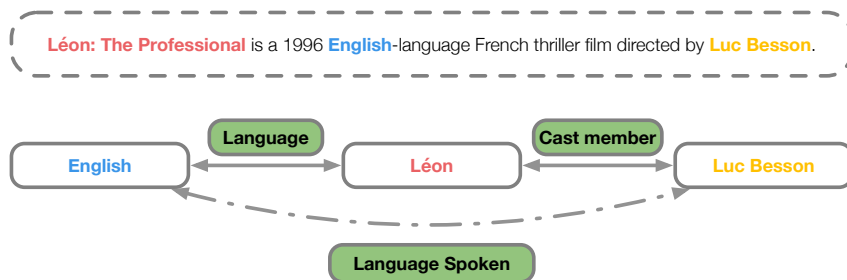 Léon: The Professional is a 1996 English-language French thriller film directed by Luc Besson.
Language
Cast member
English
Léon
Luc Besson
Language Spoken